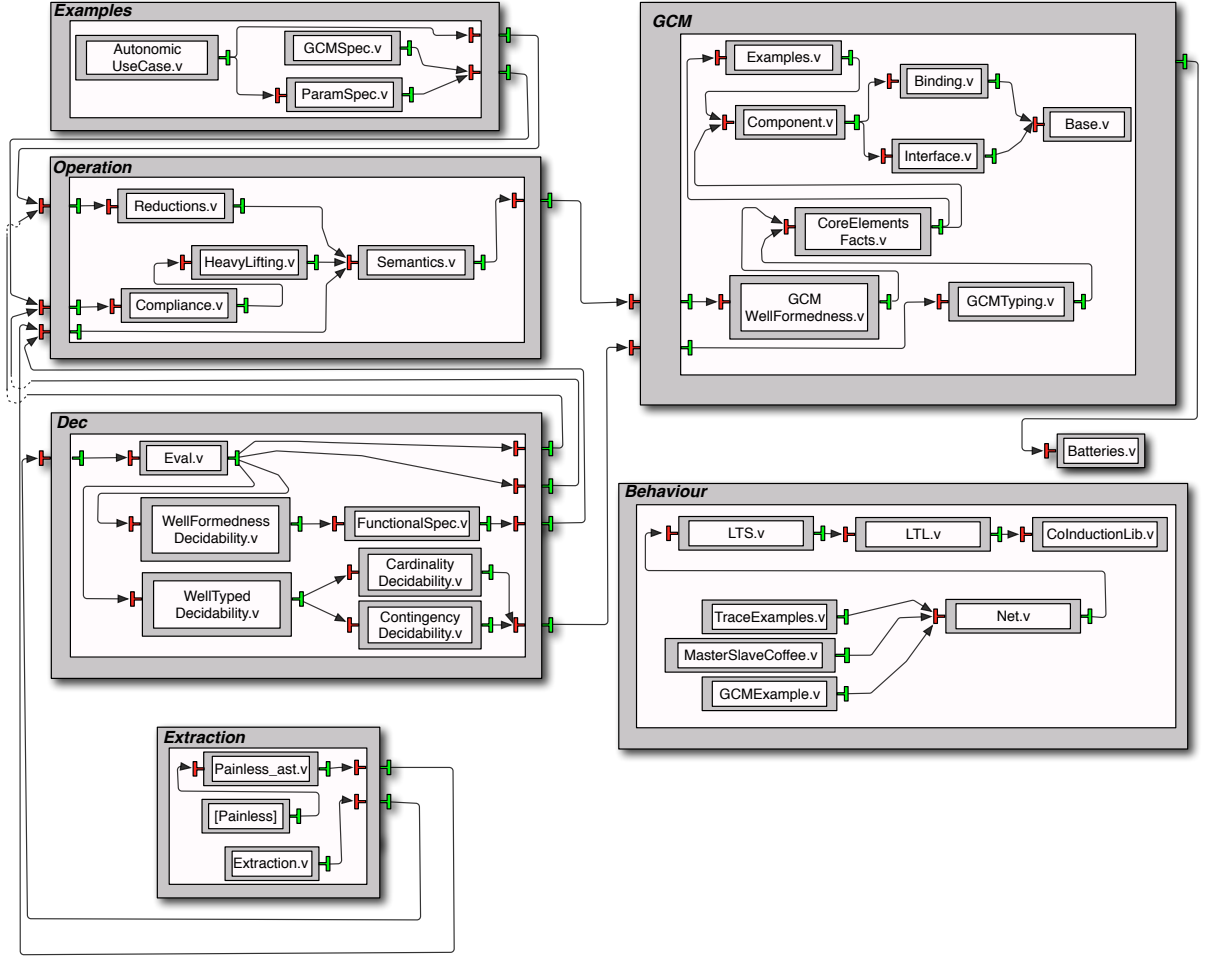 Examples
Autonomic
UseCase.v
GCMSpec.v
ParamSpec.v
Operation
Reductions.v
HeavyLifting.v
Semantics.v
Compliance.v
Dec
Eval.v
WellFormedness
Decidability.v
FunctionalSpec.v
Cardinality
Decidability.v
WellTyped
Decidability.v
Contingency
Decidability.v
Extraction
Painless_ast.v
[Painless]
Extraction.v
GCM
Examples.v
Binding.v
Component.v
Base.v
Interface.v
CoreElements
Facts.v
GCM
WellFormedness.v
GCMTyping.v
Batteries.v
Behaviour
LTS.v
LTL.v
CoInductionLib.v
TraceExamples.v
Net.v
MasterSlaveCoffee.v
GCMExample.v